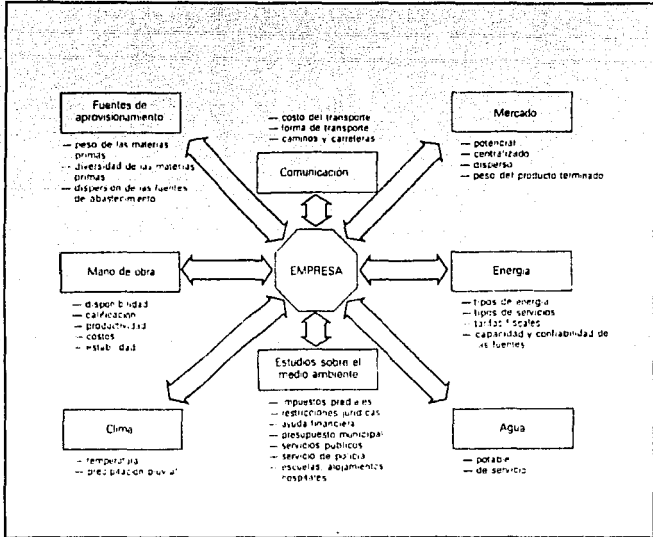 Fuentes de
aprovisionamiento
— peso de las materias
primas
— diversidad de las materias
primas
— dispersión de las fuentes
de abastecimiento
— costo del transporte
— forma de transporte
— caminos y carreteras
Comunicación
Mercado
— potencial
— centralizado
— disperso
— peso del producto terminado
Mano de obra
— disponibilidad
— calificación
— productividad
— costos
— estabilidad
EMPRESA
Energía
— tipos de energía
— tipos de servicios
— tarifas fiscales
— capacidad y confiabilidad de
las fuentes
Estudios sobre el
medio ambiente
— impuestos prediales
— restricciones jurídicas
— ayuda financiera
— presupuesto municipal
— servicios públicos
— servicio de policía
— escuelas, alojamientos
hospitales
Clima
— temperatura
— precipitación pluvial
Agua
— potable
— de servicio